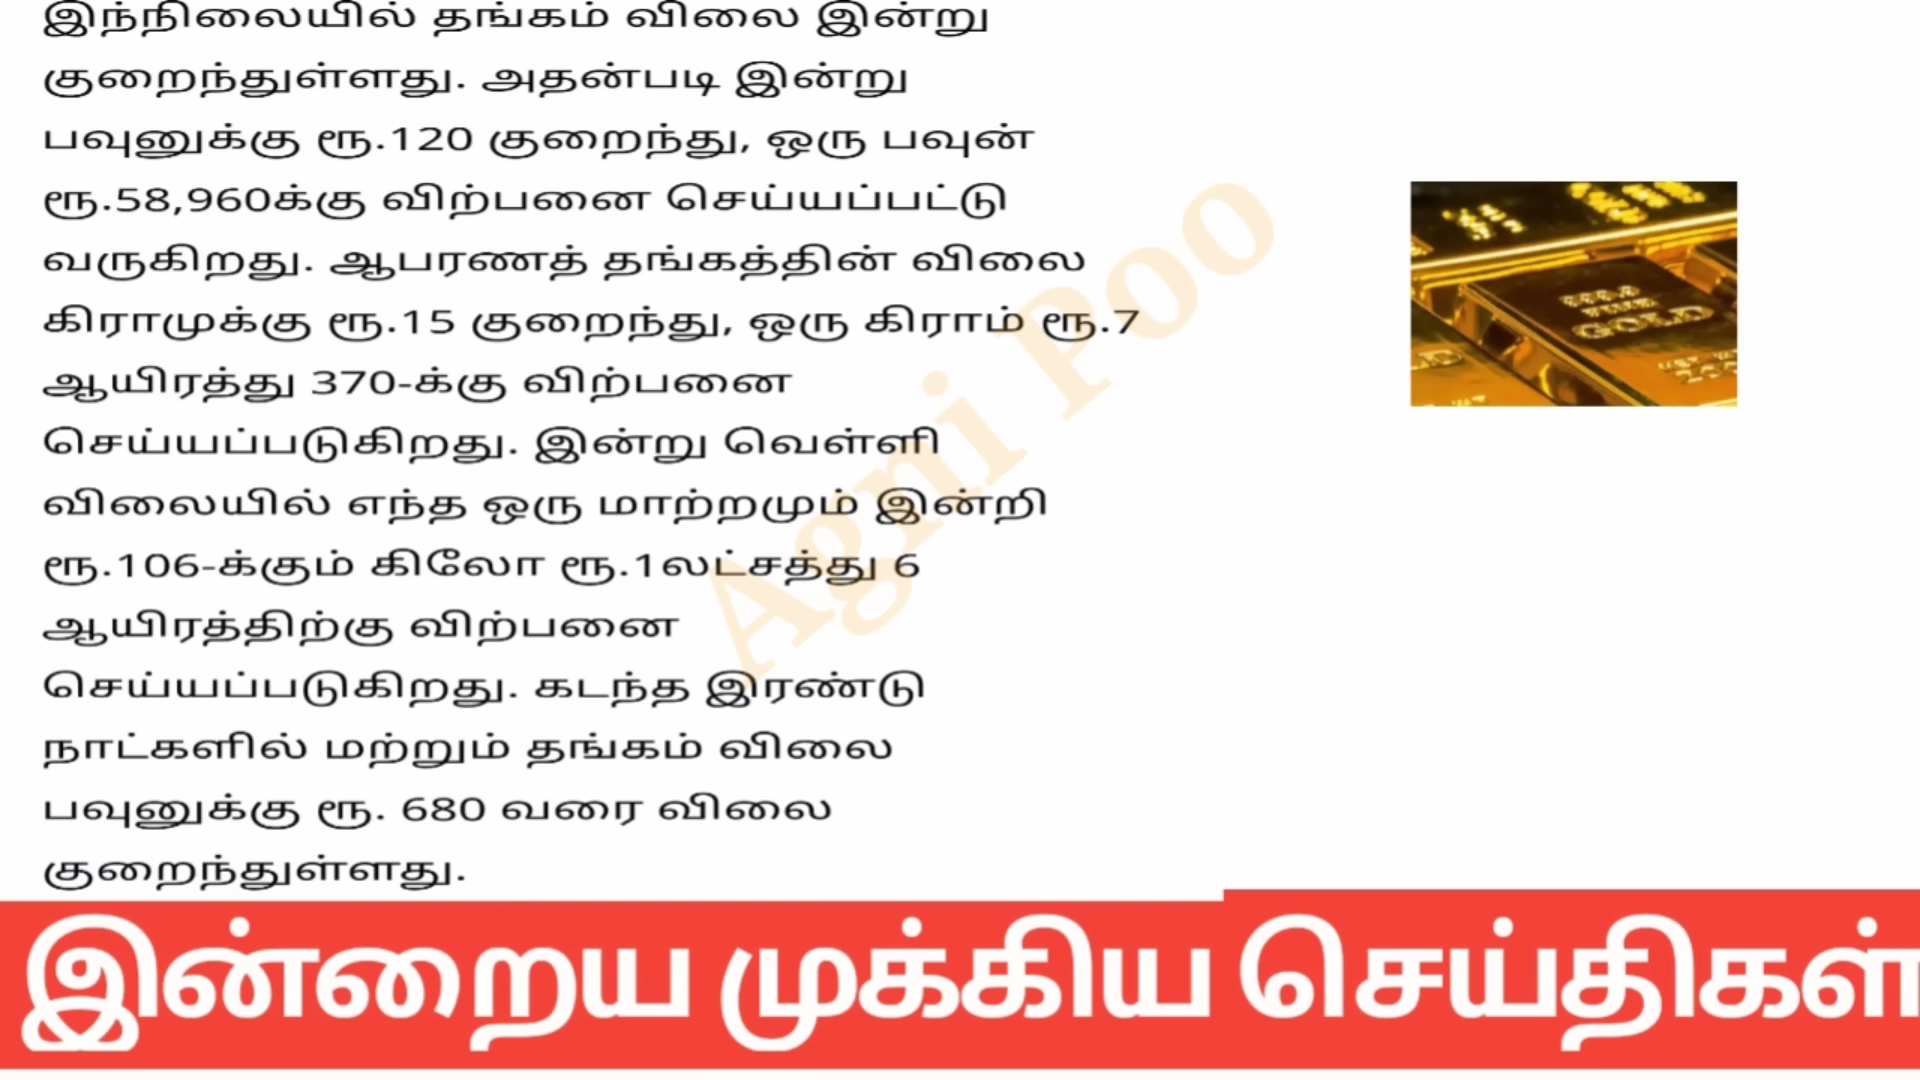 இந்நிலையில் தங்கம் விலை இன்று
குறைந்துள்ளது. அதன்படி இன்று
பவுனுக்கு ரூ.120 குறைந்து, ஒரு பவுன்
ரூ.58,960க்கு விற்பனை செய்யப்பட்டு
வருகிறது. ஆபரணத் தங்கத்தின் விலை
கிராமுக்கு ரூ.15 குறைந்து, ஒரு கிராம் ரூ.7
ஆயிரத்து 370-க்கு விற்பனை
செய்யப்படுகிறது. இன்று வெள்ளி
விலையில் எந்த ஒரு மாற்றமும் இன்றி
ரூ.106-க்கும் கிலோ ரூ.1லட்சத்து 6
ஆயிரத்திற்கு விற்பனை
செய்யப்படுகிறது. கடந்த இரண்டு
நாட்களில் மற்றும் தங்கம் விலை
பவுனுக்கு ரூ. 680 வரை விலை
குறைந்துள்ளது.
Agni Poo
FINE
GOLD
இன்றைய முக்கிய செய்திகள்